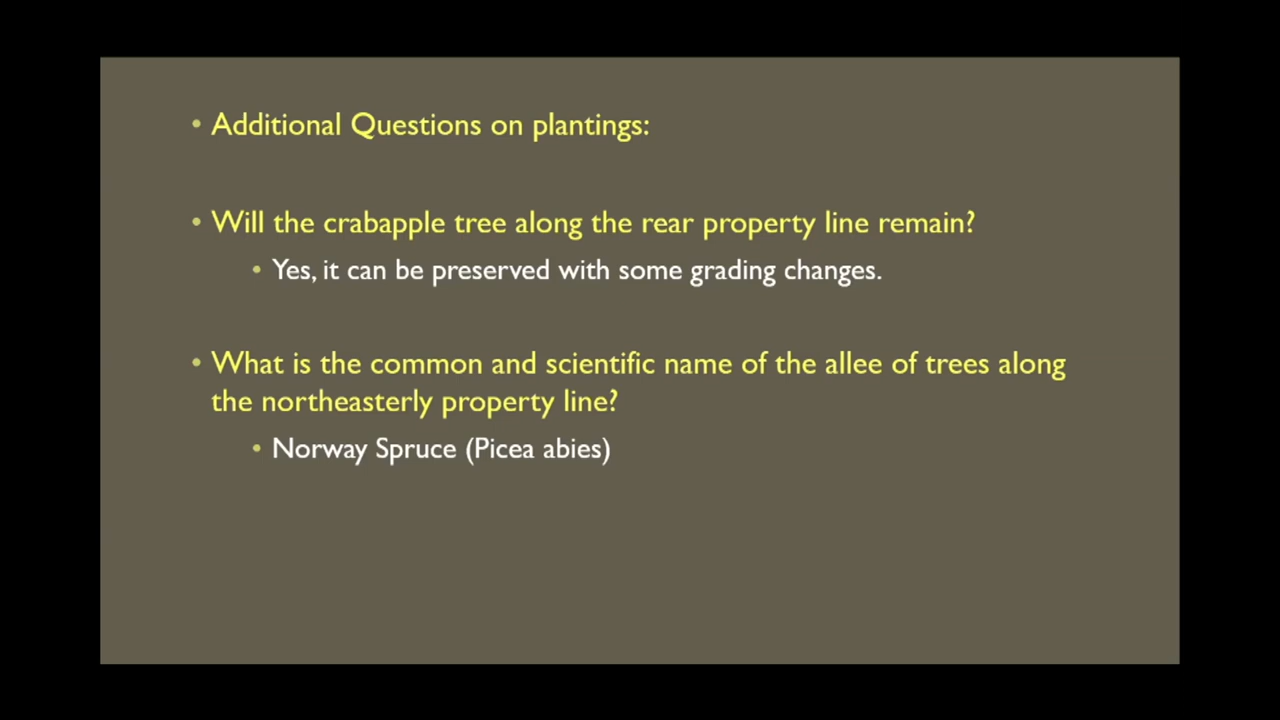 • Additional Questions on plantings:
• Will the crabapple tree along the rear property line remain?
• Yes, it can be preserved with some grading changes.
• What is the common and scientific name of the allee of trees along
the northeasterly property line?
• Norway Spruce (Picea abies)